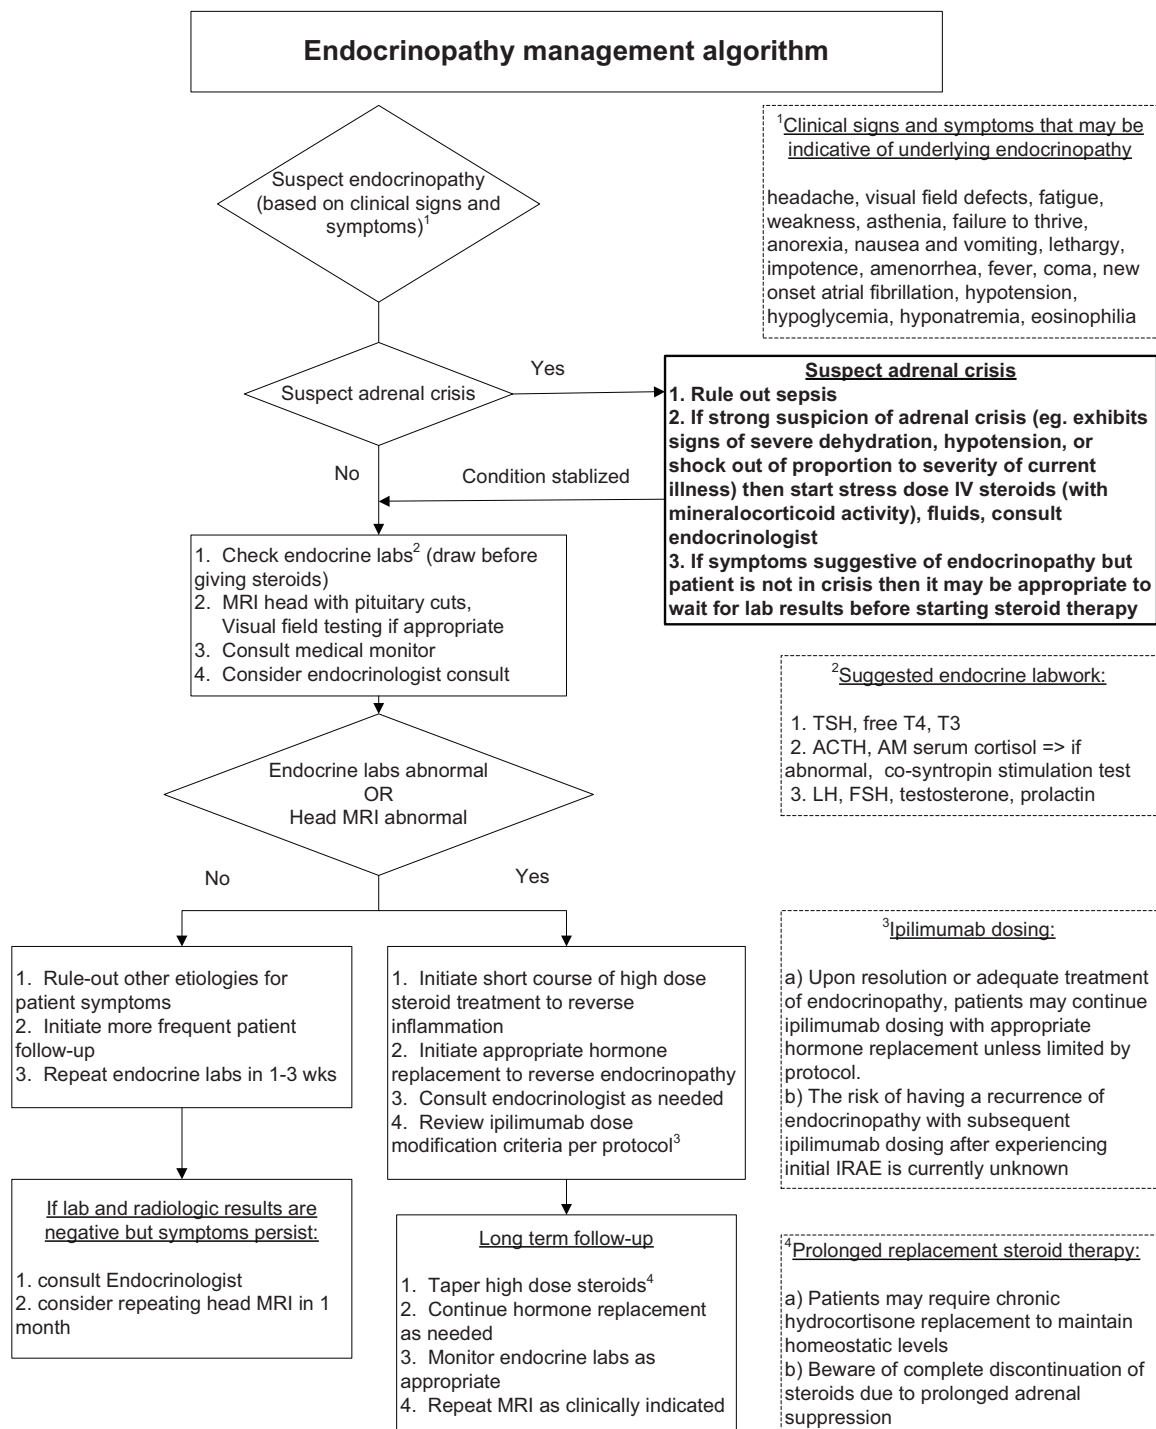 Endocrinopathy management algorithm
Suspect endocrinopathy
(based on clinical signs and
symptoms)1
1Clinical signs and symptoms that may be
indicative of underlying endocrinopathy
headache, visual field defects, fatigue,
weakness, asthenia, failure to thrive,
anorexia, nausea and vomiting, lethargy,
impotence, amenorrhea, fever, coma, new
onset atrial fibrillation, hypotension,
hypoglycemia, hyponatremia, eosinophilia
Suspect adrenal crisis
Yes
No
Suspect adrenal crisis
1. Rule out sepsis
2. If strong suspicion of adrenal crisis (eg. exhibits
signs of severe dehydration, hypotension, or
shock out of proportion to severity of current
illness) then start stress dose IV steroids (with
mineralocorticoid activity), fluids, consult
endocrinologist
3. If symptoms suggestive of endocrinopathy but
patient is not in crisis then it may be appropriate to
wait for lab results before starting steroid therapy
Condition stablized
1. Check endocrine labs2 (draw before
giving steroids)
2. MRI head with pituitary cuts,
Visual field testing if appropriate
3. Consult medical monitor
4. Consider endocrinologist consult
2Suggested endocrine labwork:
1. TSH, free T4, T3
2. ACTH, AM serum cortisol => if
abnormal, co-syntropin stimulation test
3. LH, FSH, testosterone, prolactin
Endocrine labs abnormal
OR
Head MRI abnormal
No
Yes
1. Rule-out other etiologies for
patient symptoms
2. Initiate more frequent patient
follow-up
3. Repeat endocrine labs in 1-3 wks
1. Initiate short course of high dose
steroid treatment to reverse
inflammation
2. Initiate appropriate hormone
replacement to reverse endocrinopathy
3. Consult endocrinologist as needed
4. Review ipilimumab dose
modification criteria per protocol3
3Ipilimumab dosing:
a) Upon resolution or adequate treatment
of endocrinopathy, patients may continue
ipilimumab dosing with appropriate
hormone replacement unless limited by
protocol.
b) The risk of having a recurrence of
endocrinopathy with subsequent
ipilimumab dosing after experiencing
initial IRAE is currently unknown
If lab and radiologic results are
negative but symptoms persist:
1. consult Endocrinologist
2. consider repeating head MRI in 1
month
Long term follow-up
1. Taper high dose steroids4
2. Continue hormone replacement
as needed
3. Monitor endocrine labs as
appropriate
4. Repeat MRI as clinically indicated
4Prolonged replacement steroid therapy:
a) Patients may require chronic
hydrocortisone replacement to maintain
homeostatic levels
b) Beware of complete discontinuation of
steroids due to prolonged adrenal
suppression